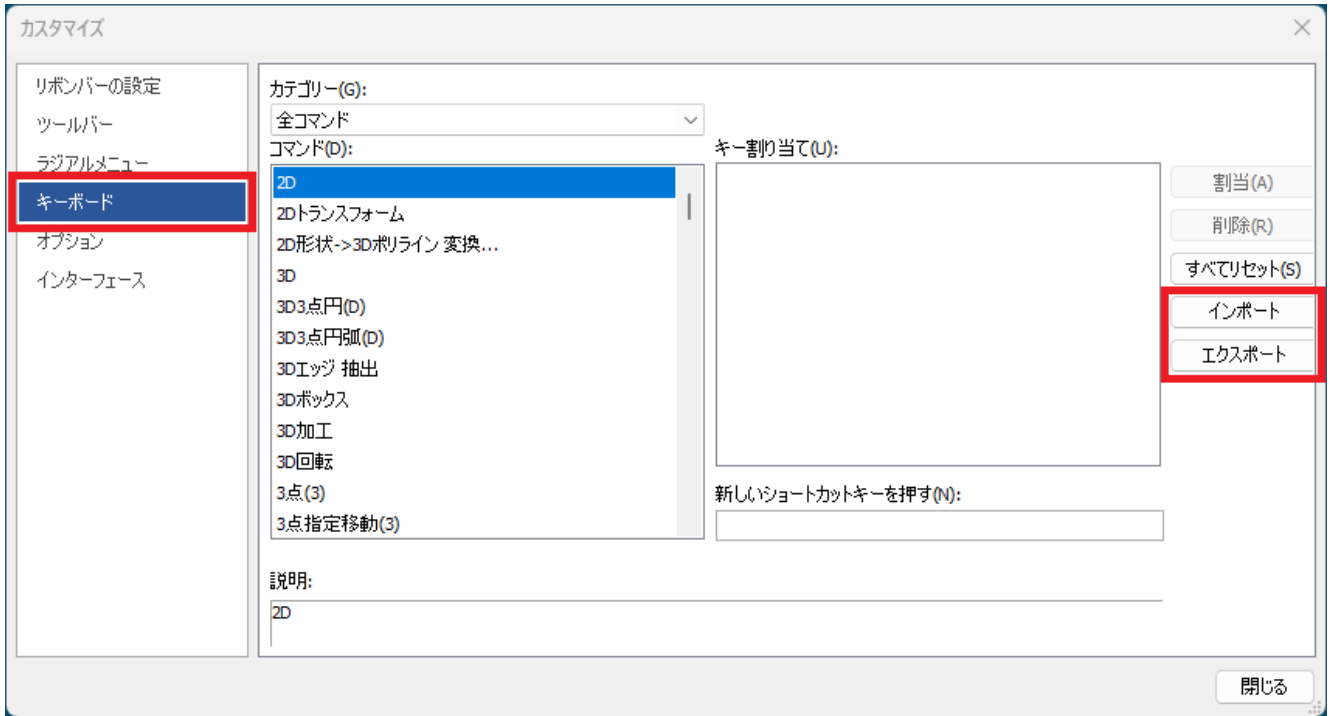 カスタマイズ
リボンバーの設定
ツールバー
ラジアルメニュー
キーボード
オプション
インターフェース
カテゴリー(G):
全コマンド
コマンド(D):
2D
2Dトランスフォーム
2D形状->3Dポリライン 変換...
3D
3D3点円(D)
3D3点円弧(D)
3Dエッジ 抽出
3Dボックス
3D加工
3D回転
3点(3)
3点指定移動(3)
キー割り当て(U):
新しいショートカットキーを押す(N):
割当(A)
削除(R)
すべてリセット(S)
インポート
エクスポート
説明:
2D
閉じる